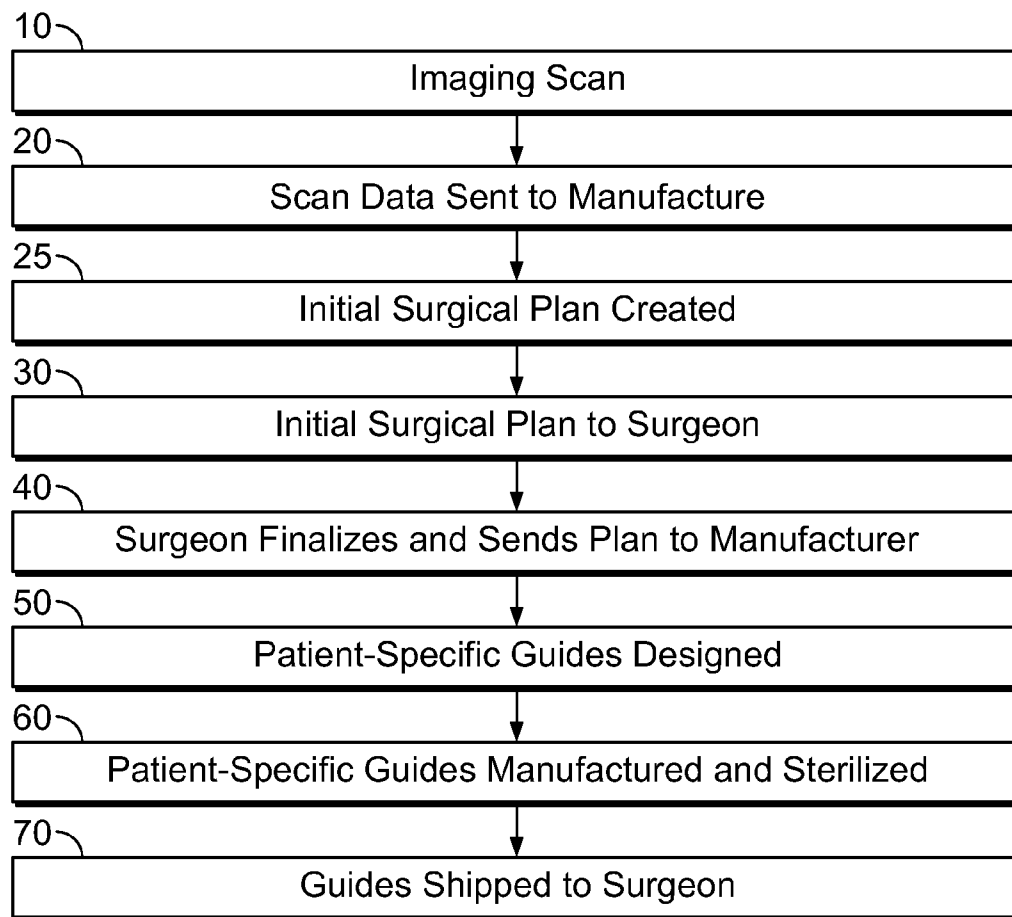 10
Imaging Scan
20
Scan Data Sent to Manufacture
25
Initial Surgical Plan Created
30
Initial Surgical Plan to Surgeon
40
Surgeon Finalizes and Sends Plan to Manufacturer
50
Patient-Specific Guides Designed
60
Patient-Specific Guides Manufactured and Sterilized
70
Guides Shipped to Surgeon